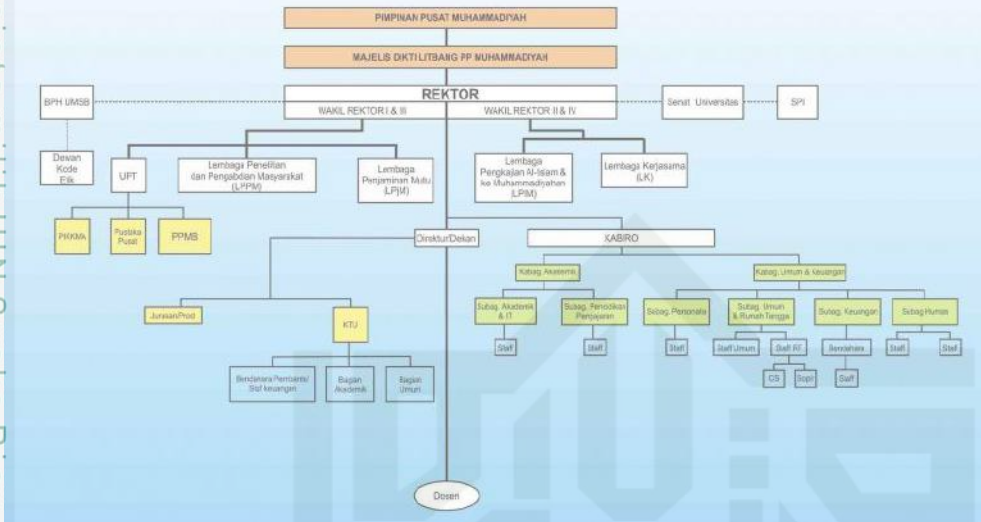 PIMPINAN PUSAT MUHAMMADIYAH
MAJELIS DIKTI LITBANG PP MUHAMMADIYAH
BPH UMSB
REKTOR
WAKIL REKTOR I & III
WAKIL REKTOR II & IV
Senat Universitas
SPI
Dewan
Kode
Etik
UPT
Lembaga Penelitian
dan Pengabdian Masyarakat
(LPPM)
Lembaga
Penjaminan Mutu
(LPjM)
Lembaga
Pengkajian Al-Islam &
ke Muhammadiyahan
(LPIM)
Lembaga Kerjasama
(LK)
Pustaka
Pusat
PPMB
Direktur/Dekan
KABIRO
Kabag. Akademik
Kabag. Umum & Keuangan
Jurusan/Prodi
KTU
Subag. Akademik
& IT
Subag. Pendidikan
Pengajaran
Subag. Personalia
Subag. Umum
& Rumah Tangga
Subag. Keuangan
Subag Humas
Staff
Staff
Staff
Staff Umum
Staff RT
Bendahara
Staff
Staff
CS
Sopir
Staff
Bendahara Pembantu/
Staf keuangan
Bagian
Akademik
Bagian
Umum
Dosen